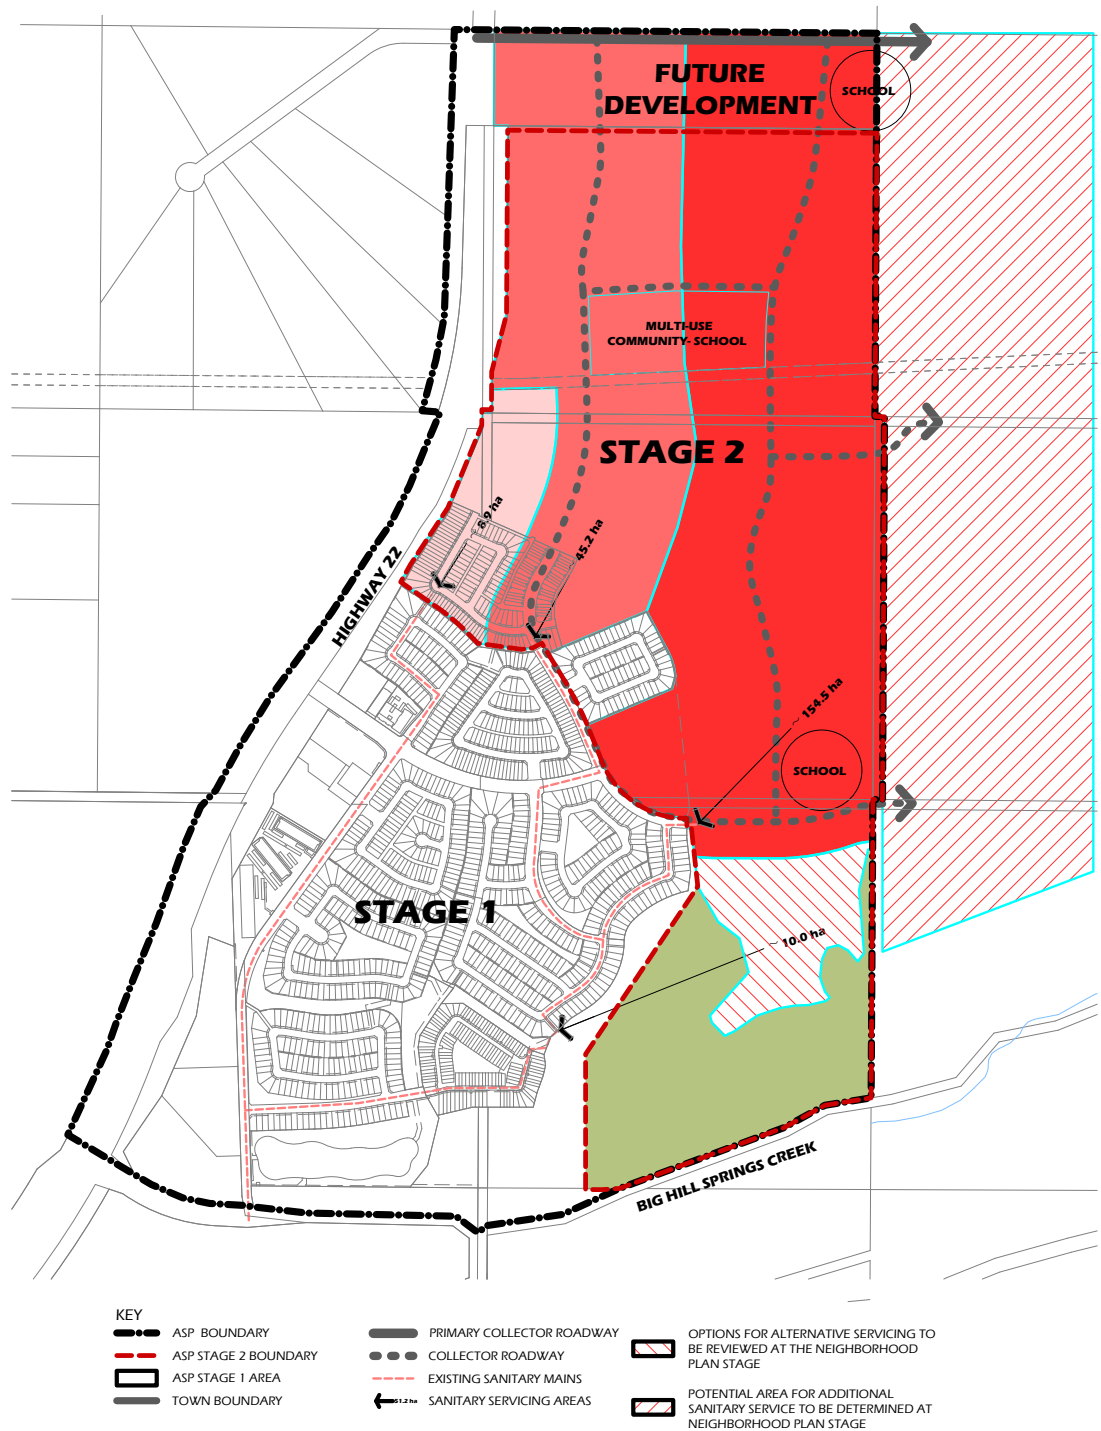 FUTURE
DEVELOPMENT
SCHOOL
MULTI-USE
COMMUNITY- SCHOOL
STAGE 2
~ 8.9 ha
~ 45.2 ha
HIGHWAY 22
~ 154.5 ha
SCHOOL
STAGE 1
~ 10.0 ha
BIG HILL SPRINGS CREEK
KEY
ASP BOUNDARY
ASP STAGE 2 BOUNDARY
ASP STAGE 1 AREA
TOWN BOUNDARY
PRIMARY COLLECTOR ROADWAY
COLLECTOR ROADWAY
EXISTING SANITARY MAINS
51.2 ha
SANITARY SERVICING AREAS
OPTIONS FOR ALTERNATIVE SERVICING TO
BE REVIEWED AT THE NEIGHBORHOOD
PLAN STAGE
POTENTIAL AREA FOR ADDITIONAL
SANITARY SERVICE TO BE DETERMINED AT
NEIGHBORHOOD PLAN STAGE